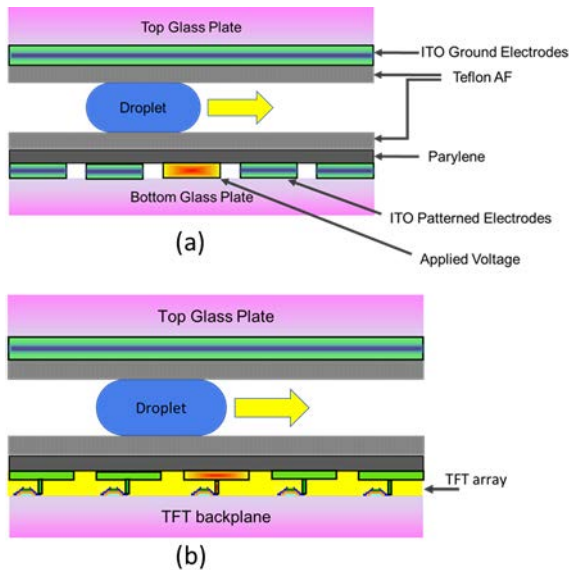 Top Glass Plate
ITO Ground Electrodes
Teflon AF
Droplet
Parylene
Bottom Glass Plate
ITO Patterned Electrodes
(a)
Applied Voltage
Top Glass Plate
Droplet
TFT array
TFT backplane
(b)